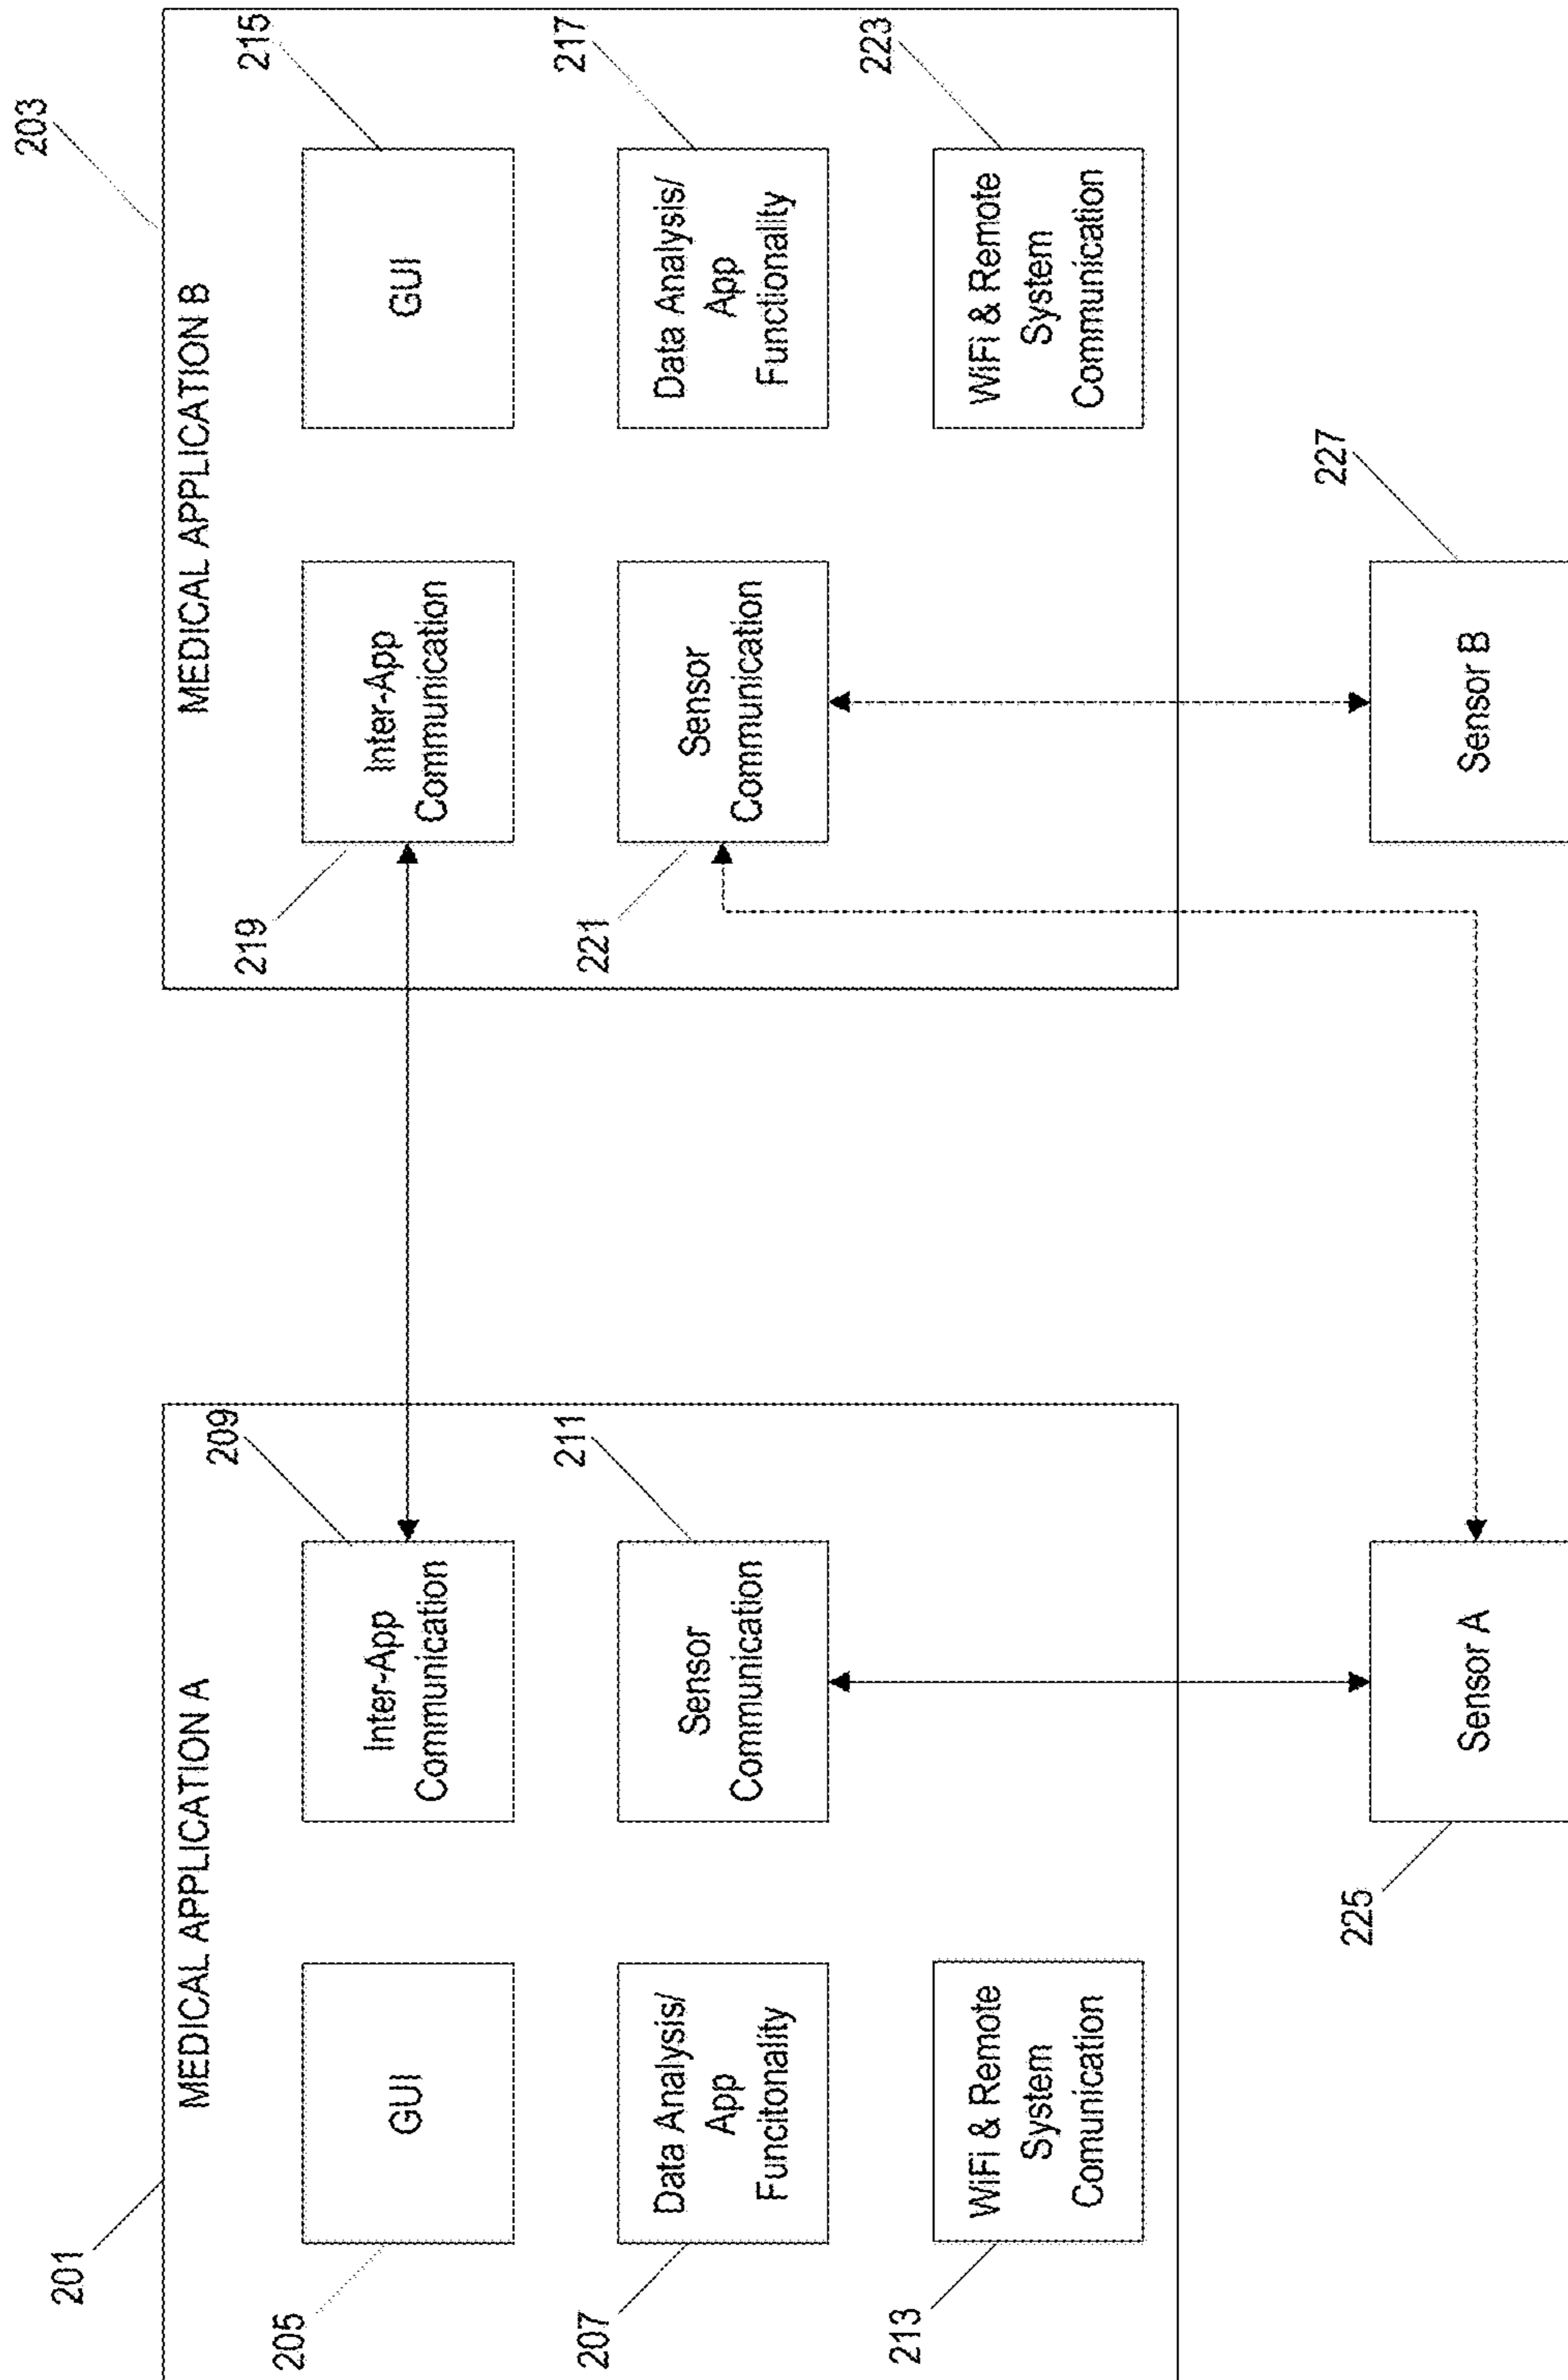 201
203
MEDICAL APPLICATION A
MEDICAL APPLICATION B
205
GUI
209
Inter-App
Communication
219
Inter-App
Communication
215
GUI
207
Data Analysis/
App
Funcitonality
211
Sensor
Communication
221
Sensor
Communication
217
Data Analysis/
App
Functionality
213
WiFi & Remote
System
Comunication
223
WiFi & Remote
System
Communication
225
Sensor A
227
Sensor B